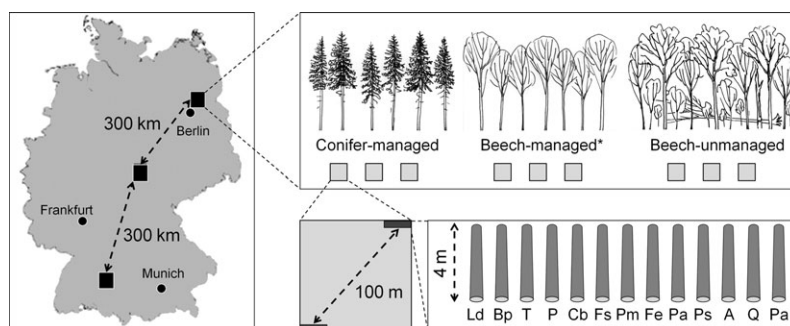 300 km
Berlin
Frankfurt
300 km
Munich
Conifer-managed Beech-managed* Beech-unmanaged
100 m
4 m
Ld Bp T P Cb Fs Pm Fe Pa Ps A Q Pa